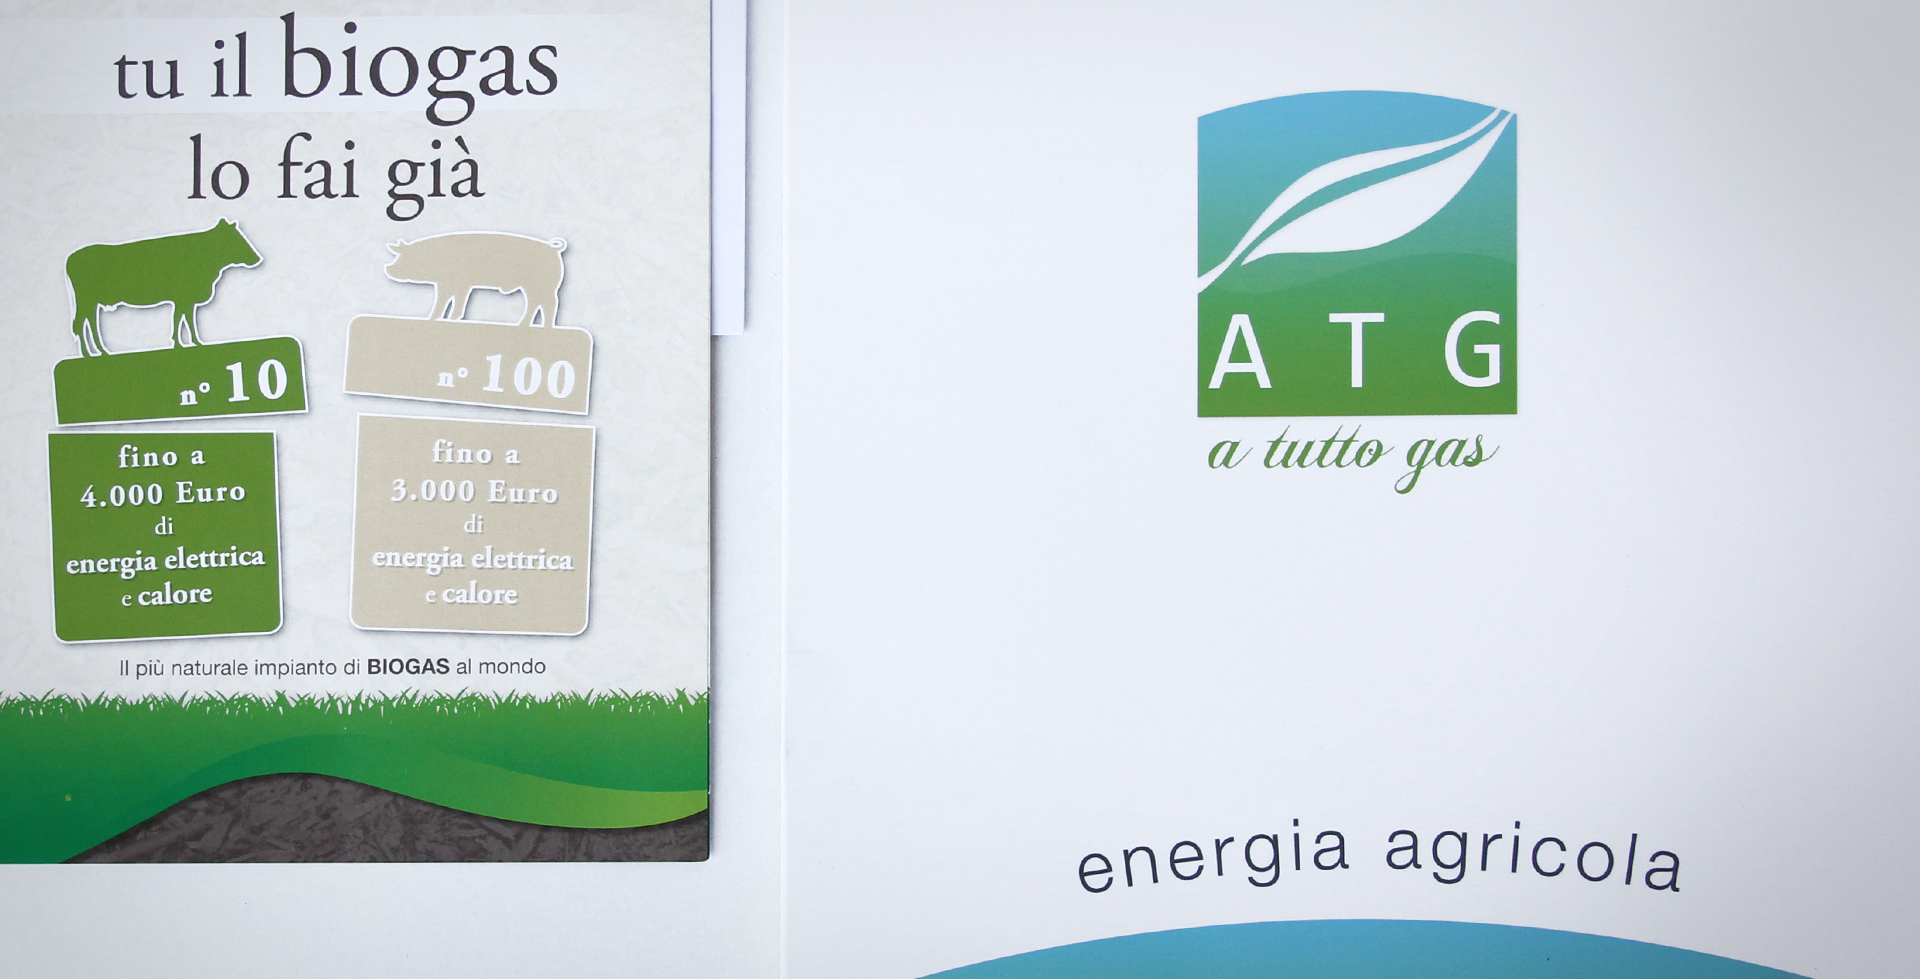 tu il biogas
lo fai già
n° 10
fino a
4.000 Euro
di
energia elettrica
e calore
n° 100
fino a
3.000 Euro
di
energia elettrica
e calore
Il più naturale impianto di BIOGAS al mondo
A T G
a tutto gas
energia agricola